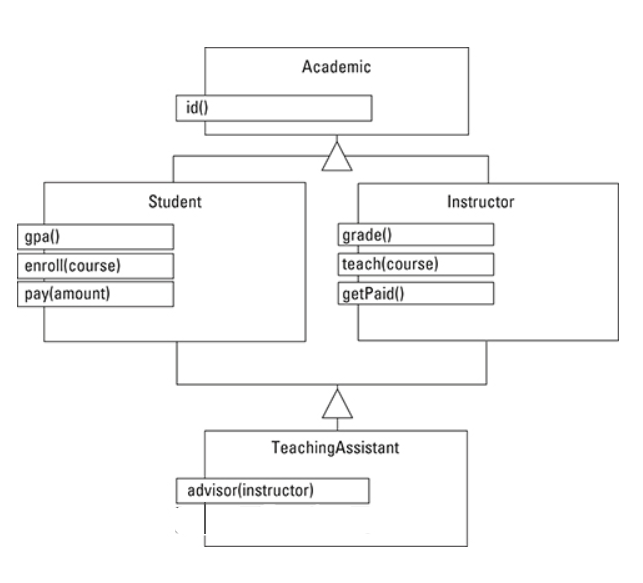 Academic
id()
Student
gpa()
enroll(course)
pay(amount)
Instructor
grade()
teach(course)
getPaid()
TeachingAssistant
advisor(instructor)